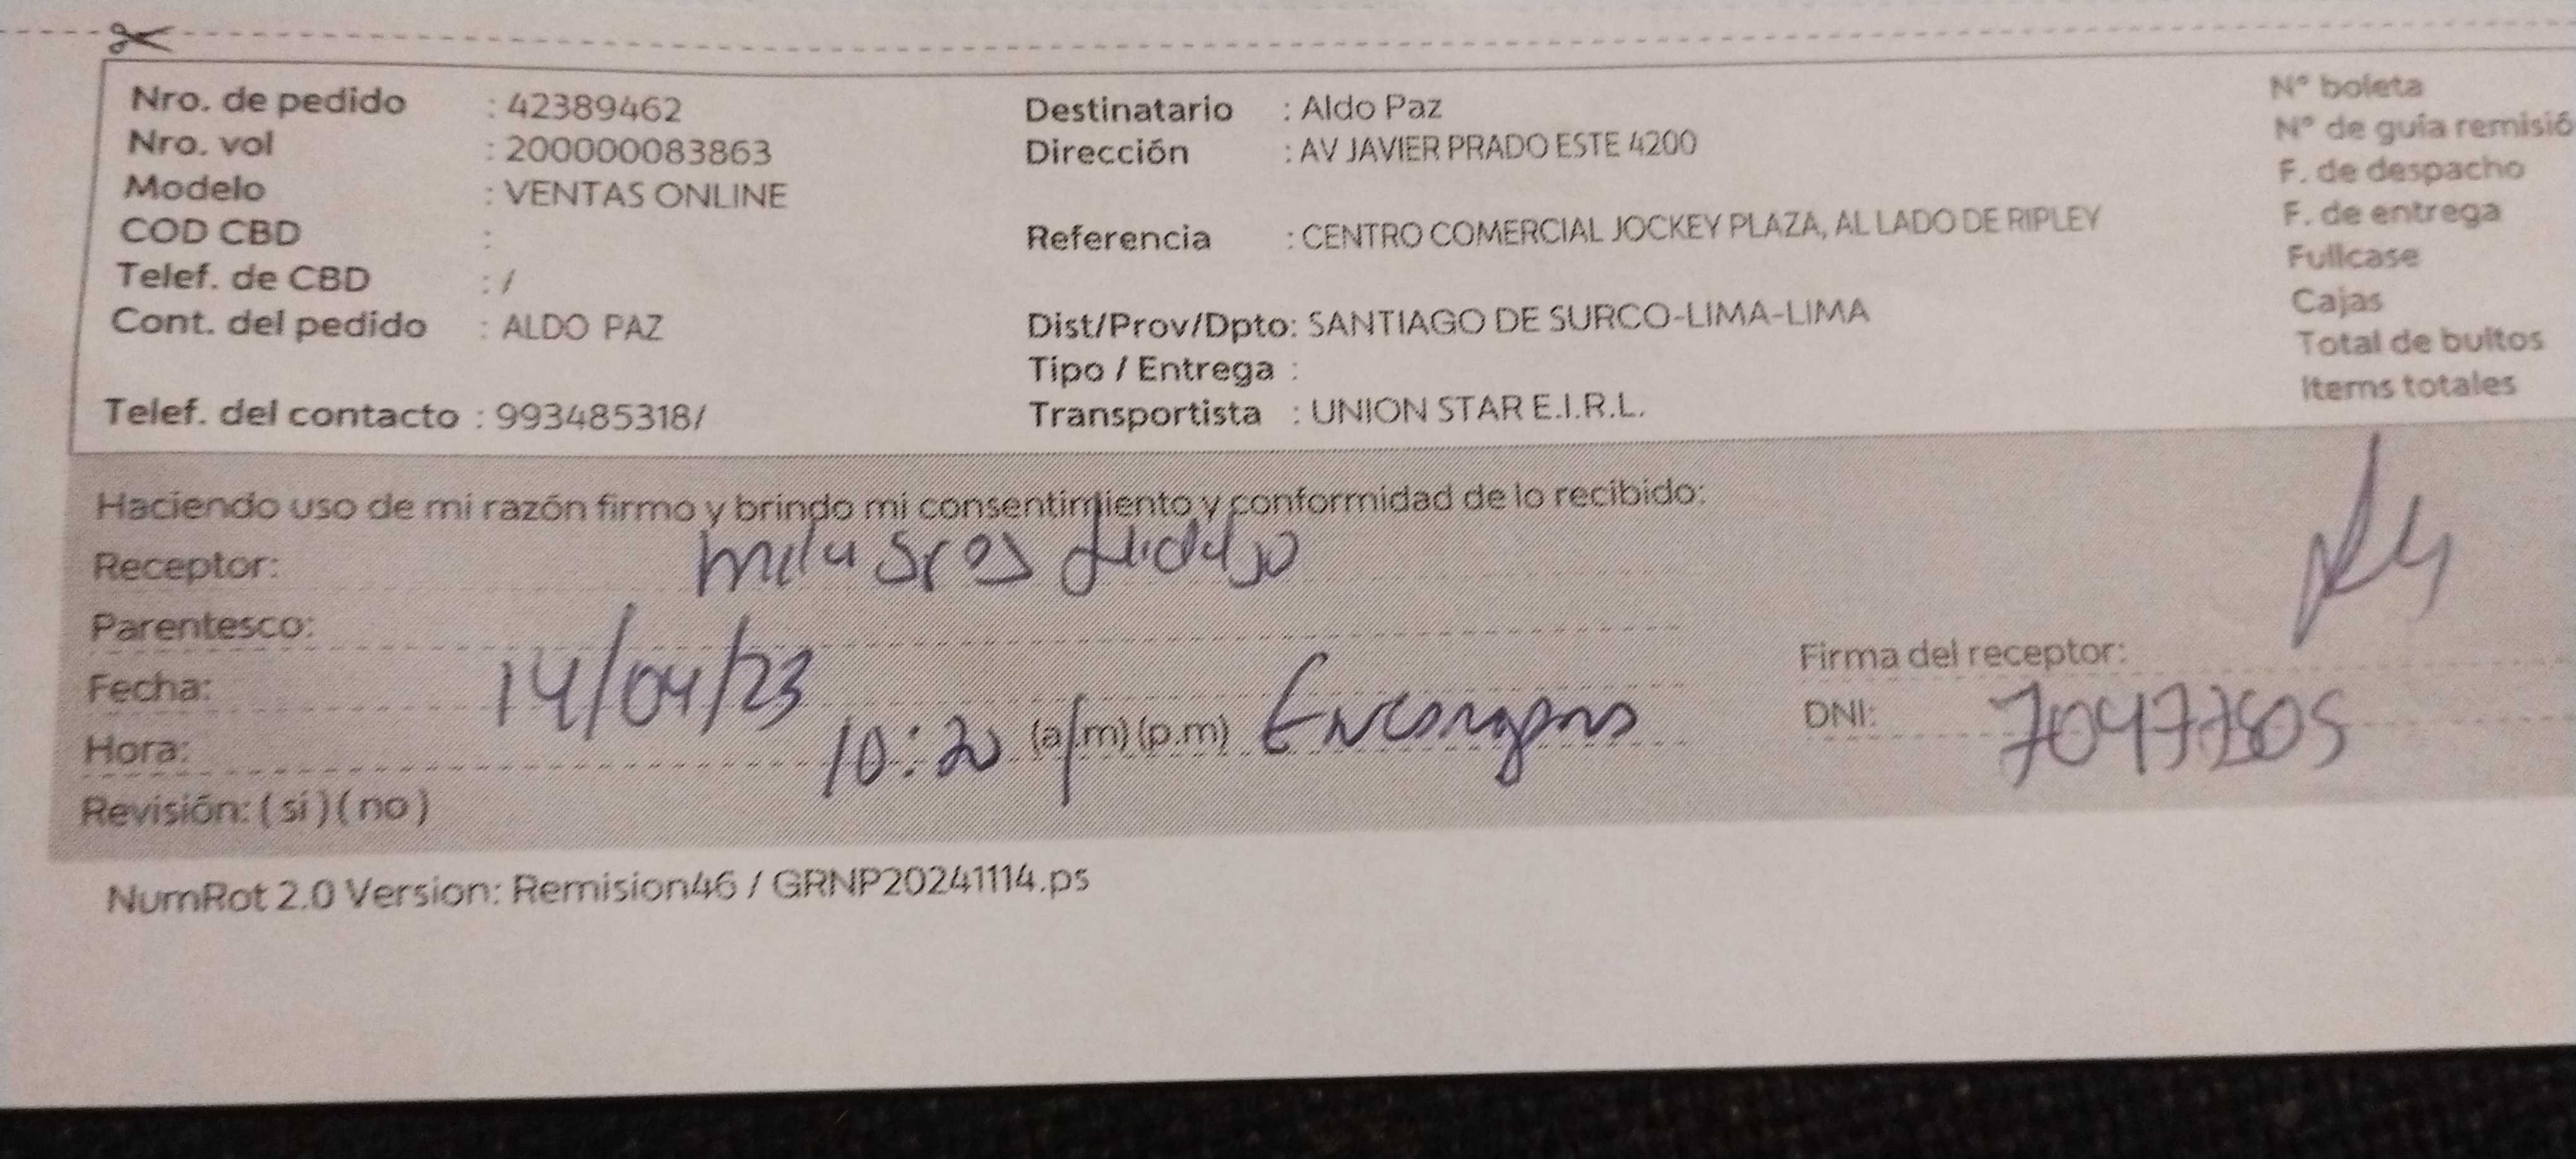 Nro. de pedido : 42389462
Nro. vol : 200000083863
Modelo : VENTAS ONLINE
COD CBD :
Telef. de CBD : /
Cont. del pedido : ALDO PAZ
Telef. del contacto : 993485318/
Destinatario : Aldo Paz
Dirección : AV JAVIER PRADO ESTE 4200
Referencia : CENTRO COMERCIAL JOCKEY PLAZA, AL LADO DE RIPLEY
Dist/Prov/Dpto: SANTIAGO DE SURCO-LIMA-LIMA
Tipo / Entrega :
Transportista : UNION STAR E.I.R.L.
N° boleta
N° de guía remisió
F. de despacho
F. de entrega
Fullcase
Cajas
Total de bultos
Items totales
Haciendo uso de mi razón firmo y brindo mi consentimiento y conformidad de lo recibido:
Receptor: Milagros Hidalgo
Parentesco:
Fecha: 14/04/23
Hora: 10:20 (a.m)(p.m)
Revisión: (si)(no)
Firma del receptor:
DNI:
NumRot 2.0 Version: Remision46 / GRNP20241114.ps